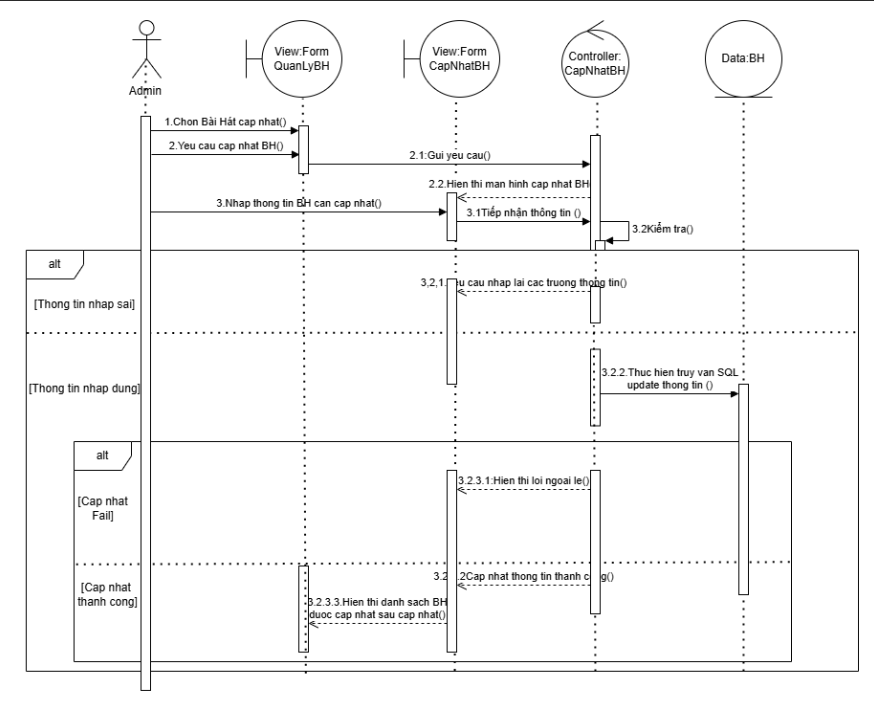 View:Form
QuanLyBH
View:Form
CapNhatBH
Controller:
CapNhatBH
Data:BH
Admin
1.Chon Bài Hát cap nhat()
2.Yeu cau cap nhat BH()
2.1:Gui yeu cau()
2.2.Hien thi man hinh cap nhat BH
3.Nhap thong tin BH can cap nhat()
3.1Tiếp nhận thông tin ()
3.2Kiểm tra()
alt
3,2,1. cau nhap lai cac truong thong tin()
[Thong tin nhap sai]
3.2.2.Thuc hien truy van SQL
update thong tin ()
[Thong tin nhap dung]
alt
3.2.3.1:Hien thi loi ngoai le()
[Cap nhat
Fail]
Cap nhat thong tin thanh
[Cap nhat
thanh cong]
3.2.3.3.Hien thi danh sach BH
duoc cap nhat sau cap nhat()